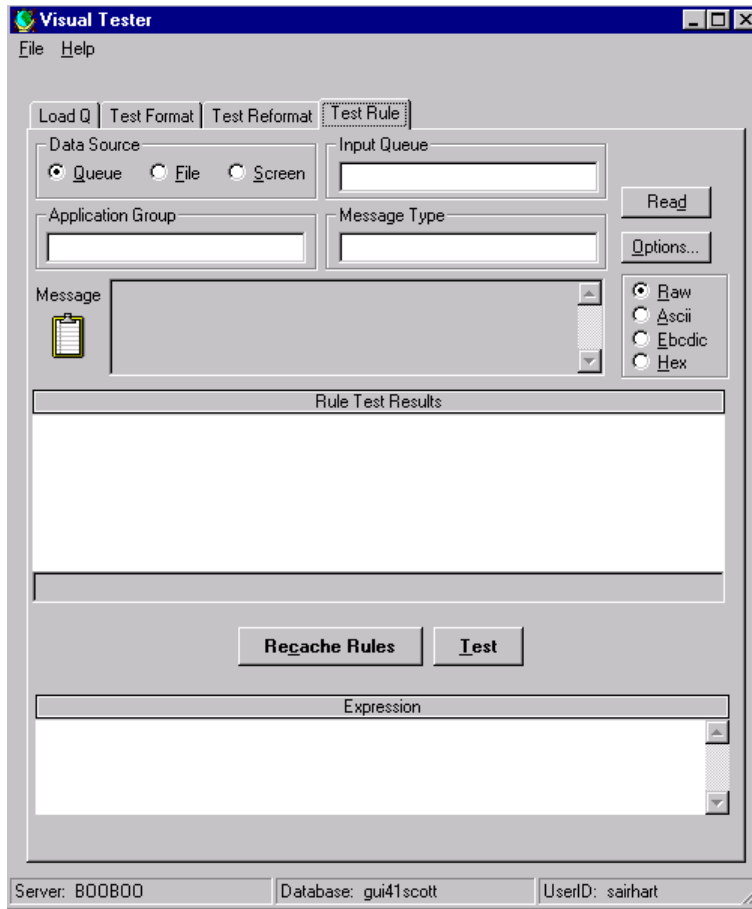 Visual Tester
File Help
Load Q Test Format Test Reformat Test Rule
Data Source
Queue File Screen
Input Queue
Read
Application Group
Message Type
Options...
Message
Raw
Ascii
Ebcdic
Hex
Rule Test Results
Recache Rules Test
Expression
Server: BOOBOO Database: gui41scott UserID: sairhart